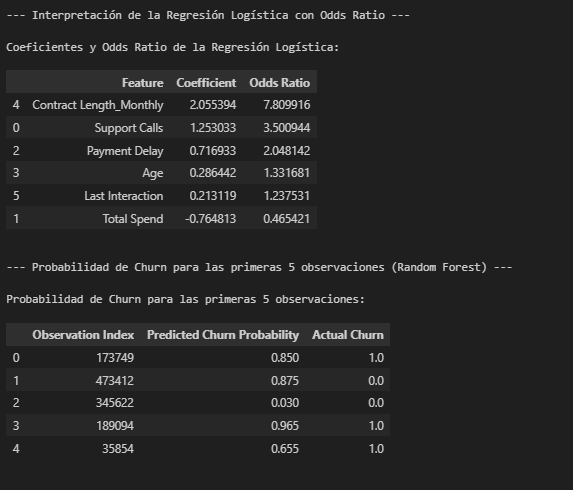 --- Interpretación de la Regresión Logística con Odds Ratio ---
Coeficientes y Odds Ratio de la Regresión Logística:
Feature Coefficient Odds Ratio
4 Contract Length_Monthly 2.055394 7.809916
0 Support Calls 1.253033 3.500944
2 Payment Delay 0.716933 2.048142
3 Age 0.286442 1.331681
5 Last Interaction 0.213119 1.237531
1 Total Spend -0.764813 0.465421
--- Probabilidad de Churn para las primeras 5 observaciones (Random Forest) ---
Probabilidad de Churn para las primeras 5 observaciones:
Observation Index Predicted Churn Probability Actual Churn
0 173749 0.850 1.0
1 473412 0.875 0.0
2 345622 0.030 0.0
3 189094 0.965 1.0
4 35854 0.655 1.0